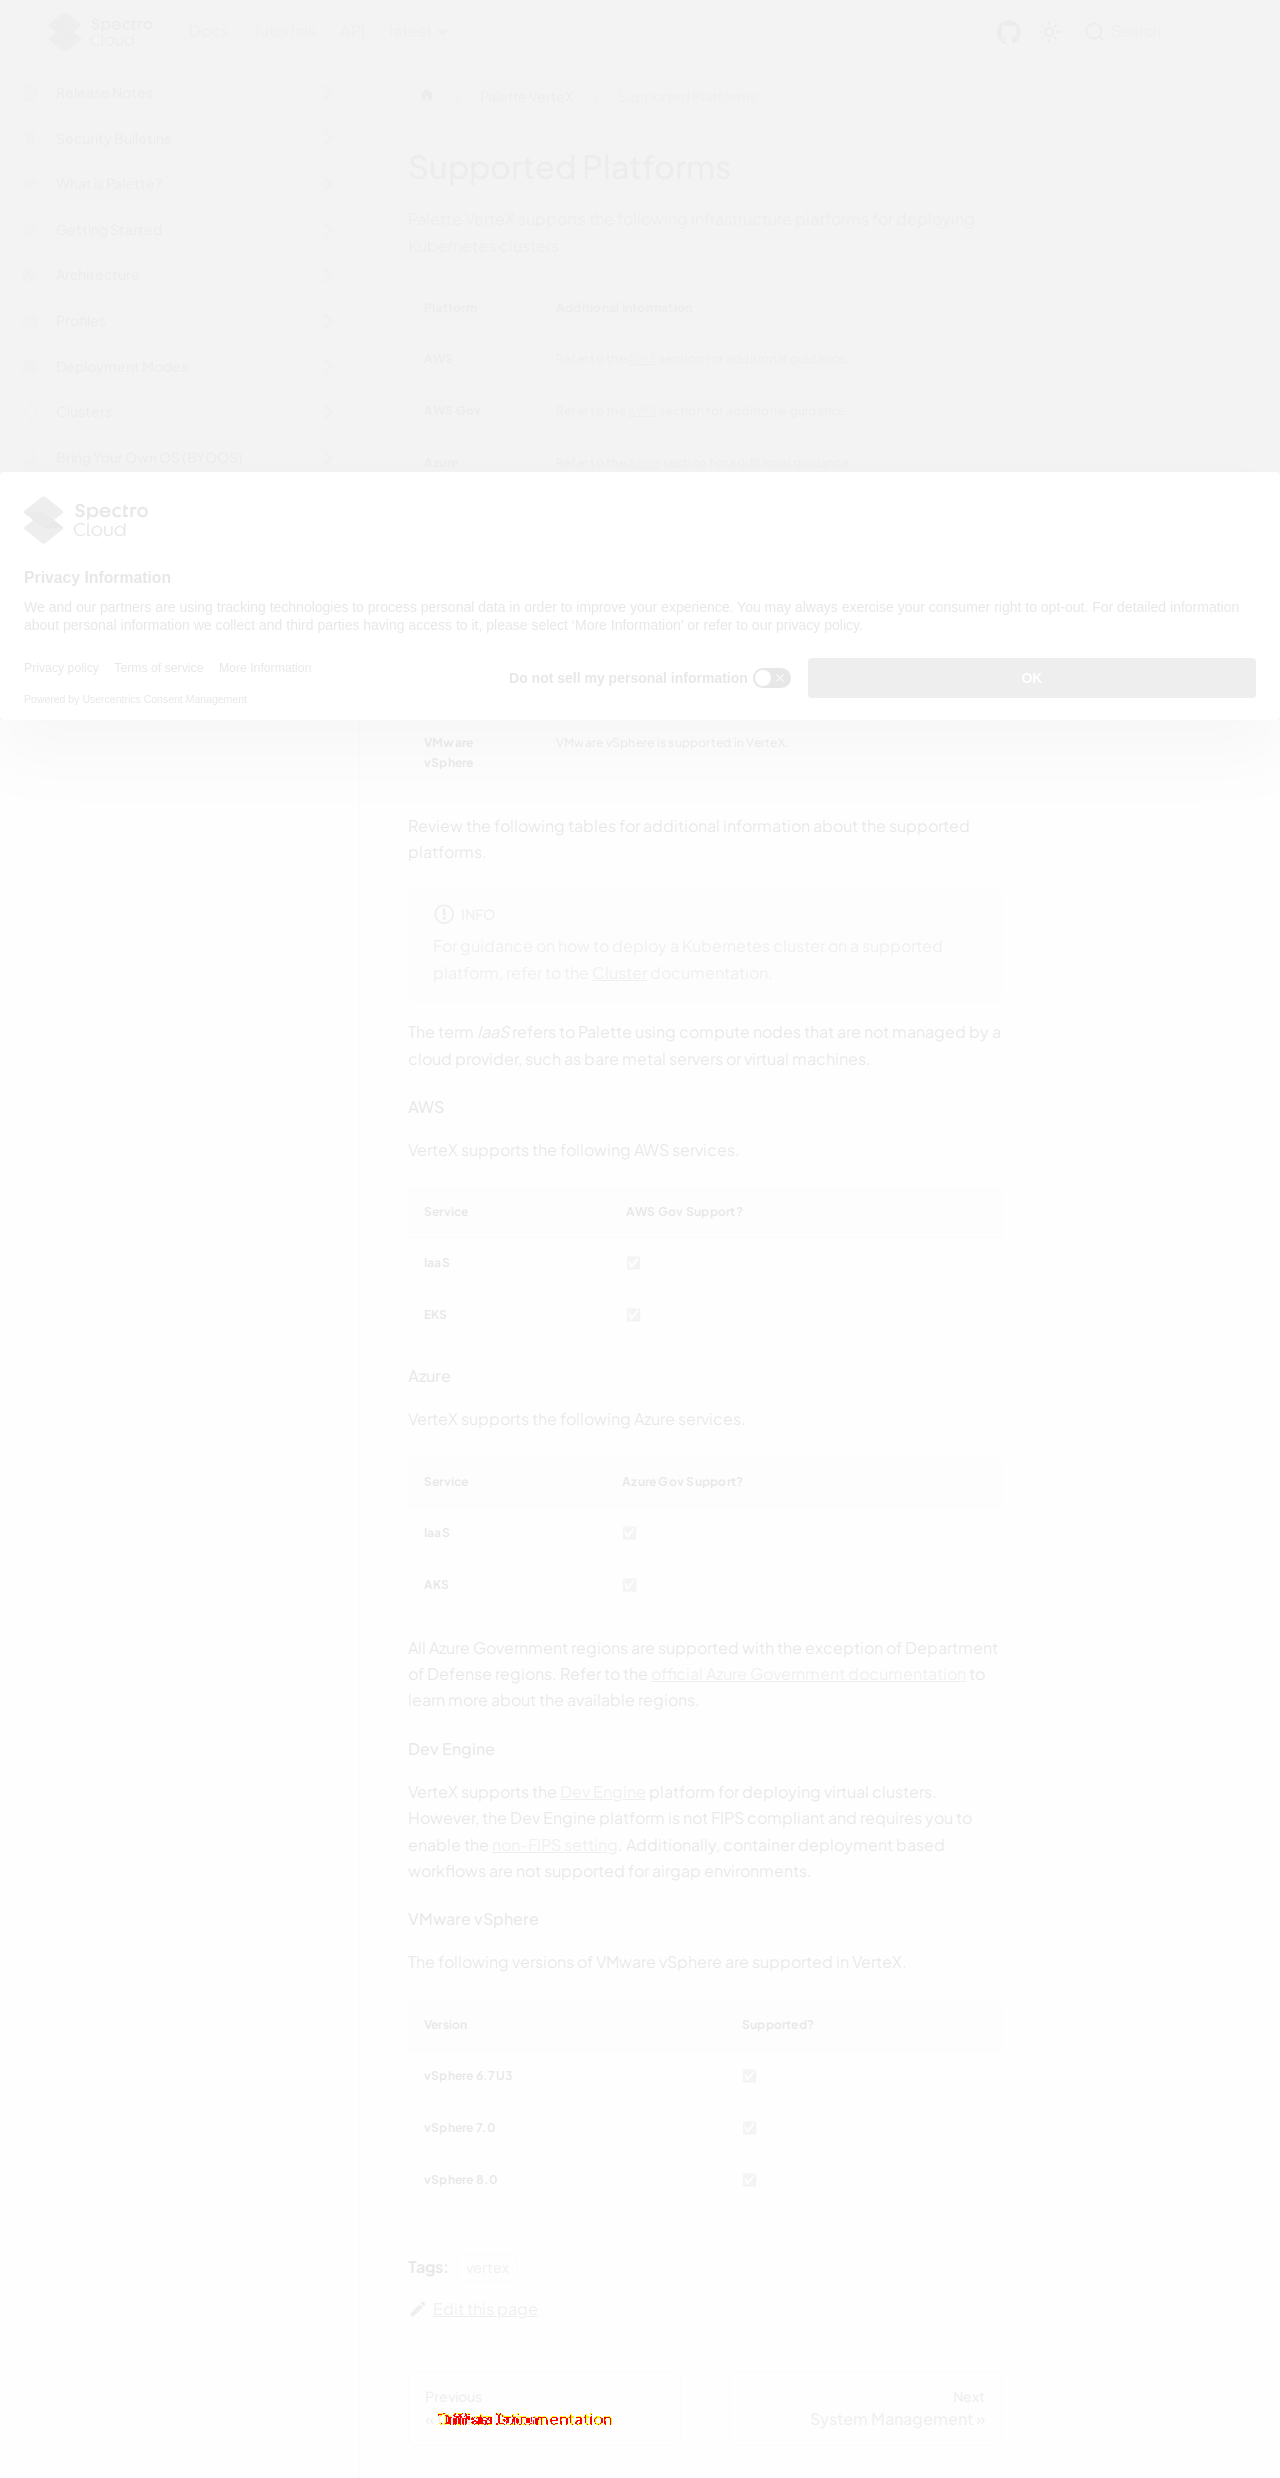 Spectro Cloud
Docs Tutorials API latest Search
Release Notes
Security Bulletins
What is Palette?
Getting Started
Architecture
Profiles
Deployment Modes
Clusters
Bring Your Own OS (BYOOS)
Palette VerteX Supported Platforms
Supported Platforms
Palette VerteX supports the following infrastructure platforms for deploying
Kubernetes clusters:
Platform Additional Information
AWS Refer to the AWS section for additional guidance.
AWS Gov Refer to the AWS section for additional guidance.
Azure Refer to the Azure section for additional guidance.
Spectro
Cloud
Privacy Information
We and our partners are using tracking technologies to process personal data in order to improve your experience. You may always exercise your consumer right to opt-out. For detailed information
about personal information we collect and third parties having access to it, please select 'More Information' or refer to our privacy policy.
Privacy policy Terms of service More Information
Do not sell my personal information OK
Powered by Usercentrics Consent Management
VMware vSphere VMware vSphere is supported in VerteX.
Review the following tables for additional information about the supported
platforms.
INFO
For guidance on how to deploy a Kubernetes cluster on a supported
platform, refer to the Cluster documentation.
The term IaaS refers to Palette using compute nodes that are not managed by a
cloud provider, such as bare metal servers or virtual machines.
AWS
VerteX supports the following AWS services.
Service AWS Gov Support?
IaaS ✅
EKS ✅
Azure
VerteX supports the following Azure services.
Service Azure Gov Support?
IaaS ✅
AKS ✅
All Azure Government regions are supported with the exception of Department
of Defense regions. Refer to the official Azure Government documentation to
learn more about the available regions.
Dev Engine
VerteX supports the Dev Engine platform for deploying virtual clusters.
However, the Dev Engine platform is not FIPS compliant and requires you to
enable the non-FIPS setting. Additionally, container deployment based
workflows are not supported for airgap environments.
VMware vSphere
The following versions of VMware vSphere are supported in VerteX.
Version Supported?
vSphere 6.7U3 ✅
vSphere 7.0 ✅
vSphere 8.0 ✅
Tags: vertex
Edit this page
Previous
«
Next
System Management »